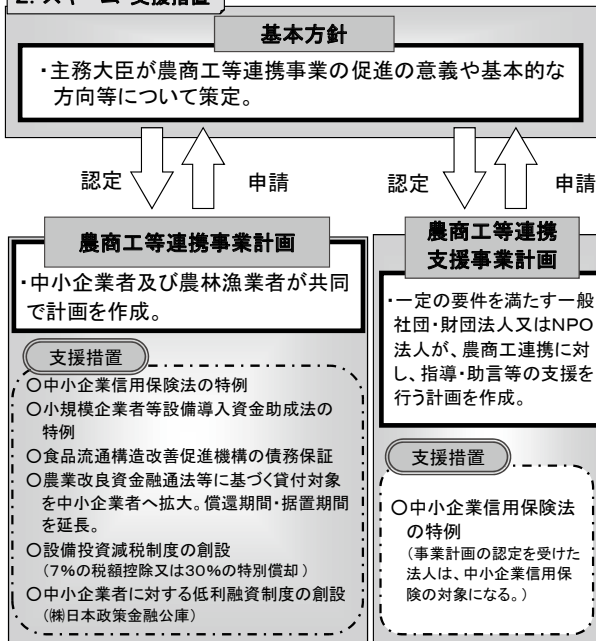 2. スキーム・支援措置
基本方針
・主務大臣が農商工等連携事業の促進の意義や基本的な
方向等について策定。
認定
申請
認定
申請
農商工等連携事業計画
・中小企業者及び農林漁業者が共同
で計画を作成。
支援措置
○中小企業信用保険法の特例
○小規模企業者等設備導入資金助成法の
特例
○食品流通構造改善促進機構の債務保証
○農業改良資金融通法等に基づく貸付対象
を中小企業者へ拡大。償還期間・据置期間
を延長。
○設備投資減税制度の創設
(7%の税額控除又は30%の特別償却)
○中小企業者に対する低利融資制度の創設
(㈱日本政策金融公庫)
農商工等連携
支援事業計画
・一定の要件を満たす一般
社団・財団法人又はNPO
法人が、農商工連携に対
し、指導・助言等の支援を
行う計画を作成。
支援措置
○中小企業信用保険法
の特例
(事業計画の認定を受けた
法人は、中小企業信用保
険の対象になる。)